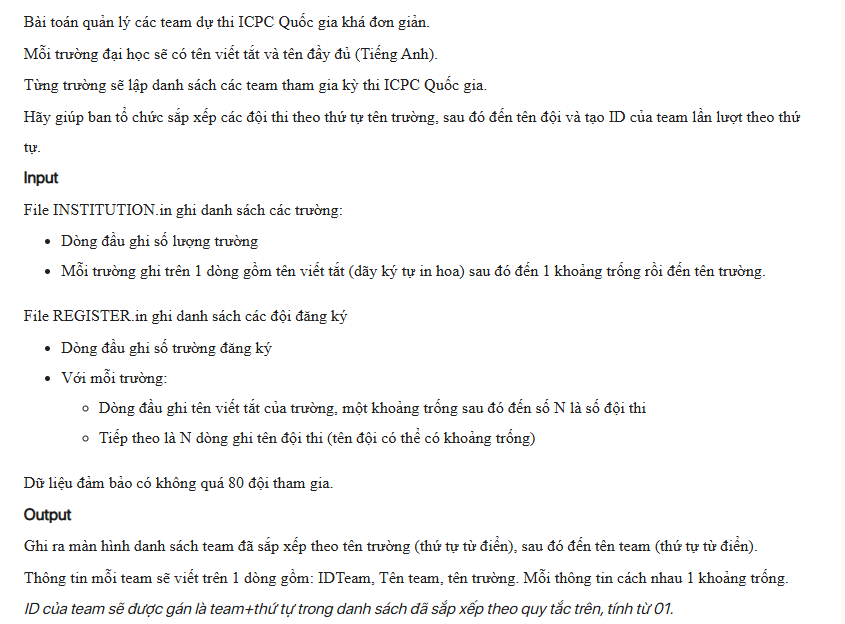 Bài toán quản lý các team dự thi ICPC Quốc gia khá đơn giản.
Mỗi trường đại học sẽ có tên viết tắt và tên đầy đủ (Tiếng Anh).
Từng trường sẽ lập danh sách các team tham gia kỳ thi ICPC Quốc gia.
Hãy giúp ban tổ chức sắp xếp các đội thi theo thứ tự tên trường, sau đó đến tên đội và tạo ID của team lần lượt theo thứ
tự.
Input
File INSTITUTION.in ghi danh sách các trường:
• Dòng đầu ghi số lượng trường
• Mỗi trường ghi trên 1 dòng gồm tên viết tắt (dãy ký tự in hoa) sau đó đến 1 khoảng trống rồi đến tên trường.
File REGISTER.in ghi danh sách các đội đăng ký
• Dòng đầu ghi số trường đăng ký
• Với mỗi trường:
◦ Dòng đầu ghi tên viết tắt của trường, một khoảng trống sau đó đến số N là số đội thi
◦ Tiếp theo là N dòng ghi tên đội thi (tên đội có thể có khoảng trống)
Dữ liệu đảm bảo có không quá 80 đội tham gia.
Output
Ghi ra màn hình danh sách team đã sắp xếp theo tên trường (thứ tự từ điển), sau đó đến tên team (thứ tự từ điển).
Thông tin mỗi team sẽ viết trên 1 dòng gồm: IDTeam, Tên team, tên trường. Mỗi thông tin cách nhau 1 khoảng trống.
ID của team sẽ được gán là team+thứ tự trong danh sách đã sắp xếp theo quy tắc trên, tính từ 01.